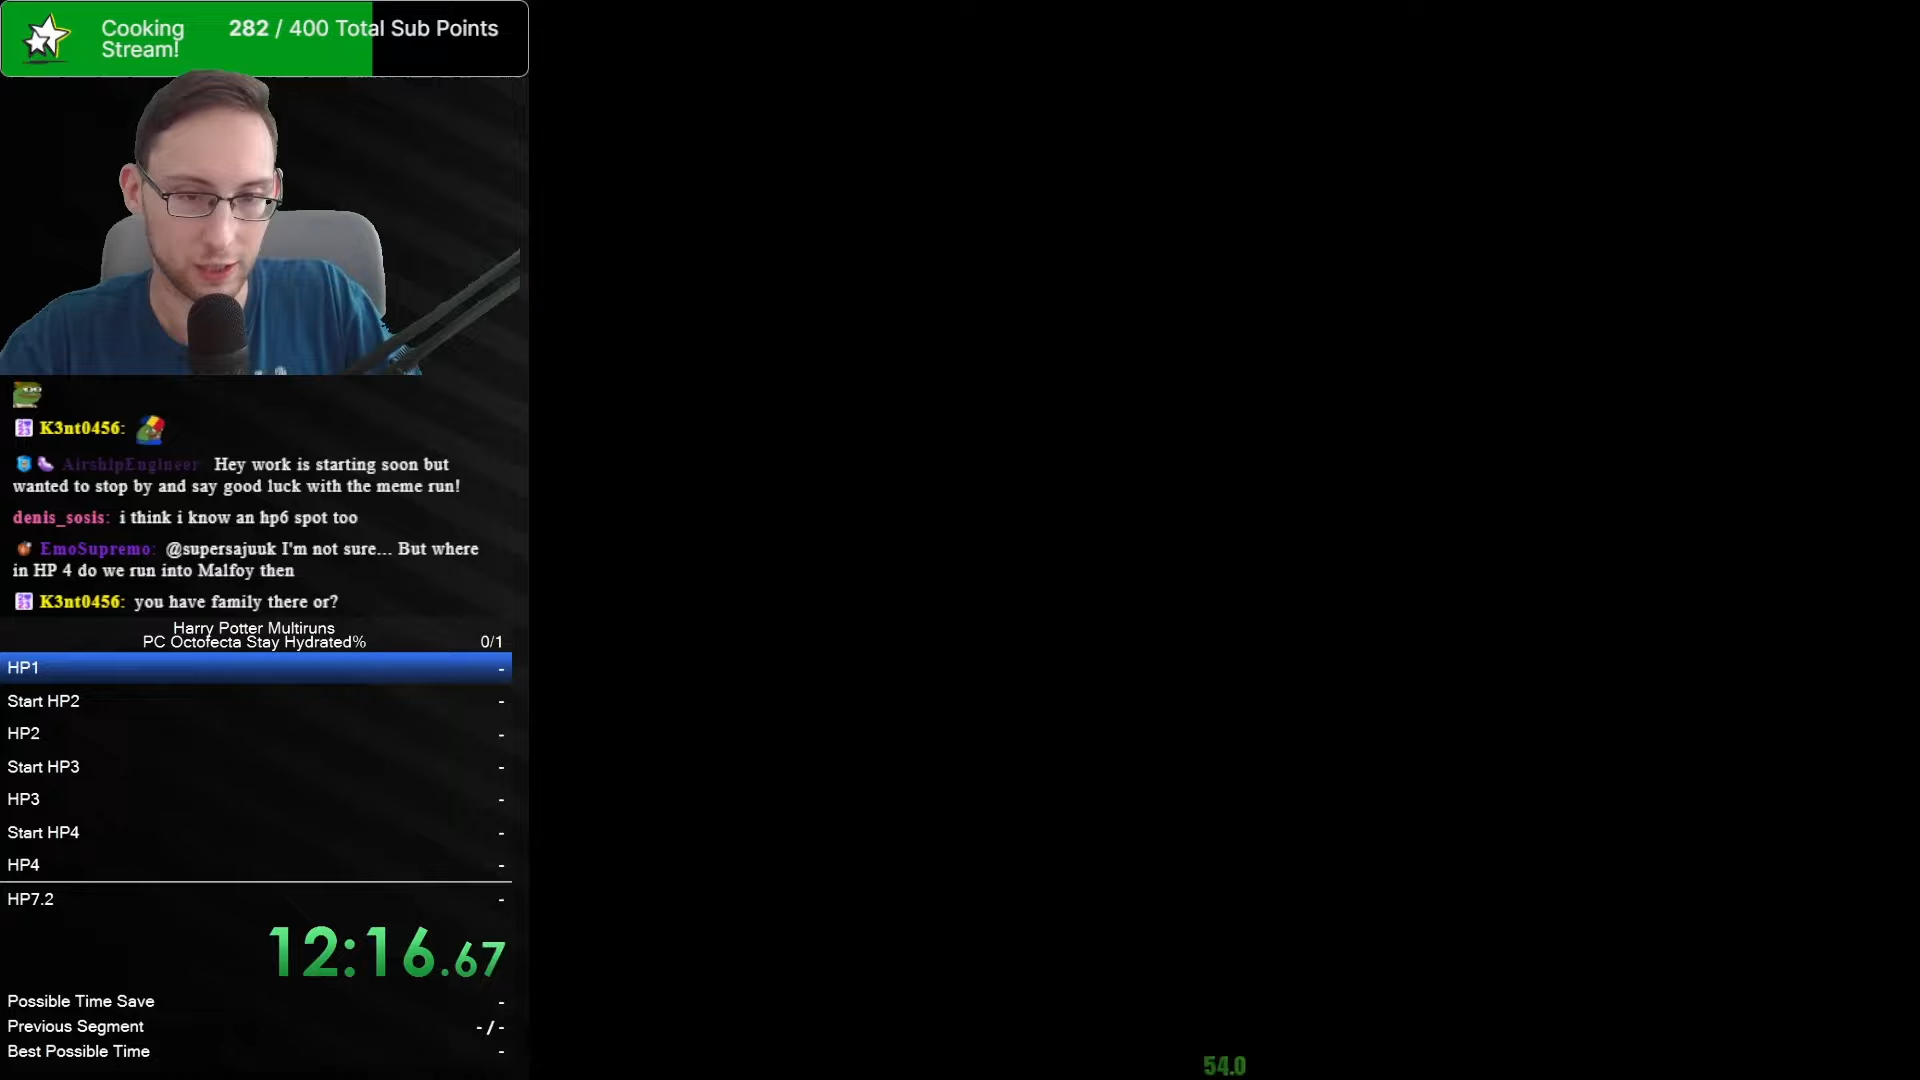 Cooking Stream!
282 / 400 Total Sub Points
K3nt0456:
AirshipEngineer: Hey work is starting soon but
wanted to stop by and say good luck with the meme run!
denis_sosis: i think i know an hp6 spot too
EmoSupremo: @supersajuuk I'm not sure... But where
in HP 4 do we run into Malfoy then
K3nt0456: you have family there or?
Harry Potter Multiruns
PC Octofecta Stay Hydrated% 0/1
HP1 -
Start HP2 -
HP2 -
Start HP3 -
HP3 -
Start HP4 -
HP4 -
HP7.2 -
12:16.67
Possible Time Save -
Previous Segment - / -
Best Possible Time -
54.0